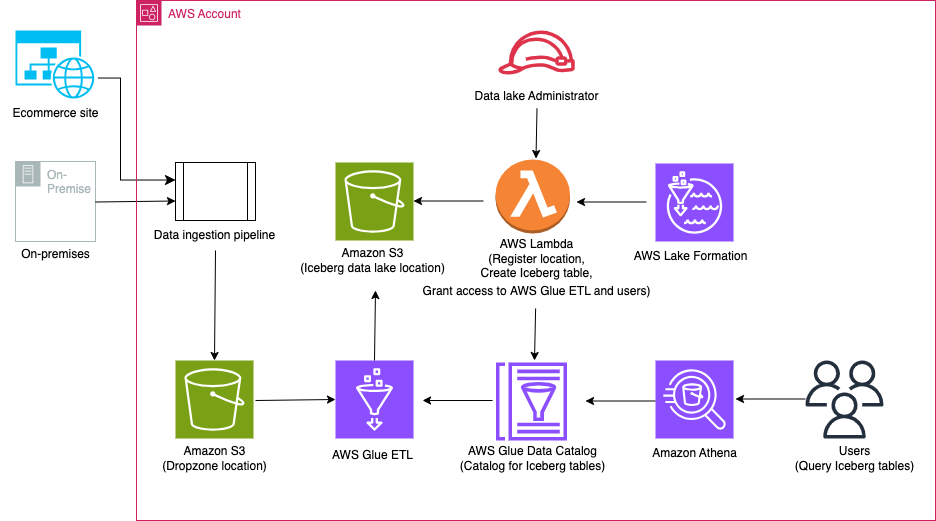 AWS Account
Ecommerce site
Data lake Administrator
On-
Premise
On-premises
Data ingestion pipeline
Amazon S3
(Iceberg data lake location)
AWS Lambda
(Register location,
Create Iceberg table,
Grant access to AWS Glue ETL and users)
AWS Lake Formation
Amazon S3
(Dropzone location)
AWS Glue ETL
AWS Glue Data Catalog
(Catalog for Iceberg tables)
Amazon Athena
Users
(Query Iceberg tables)